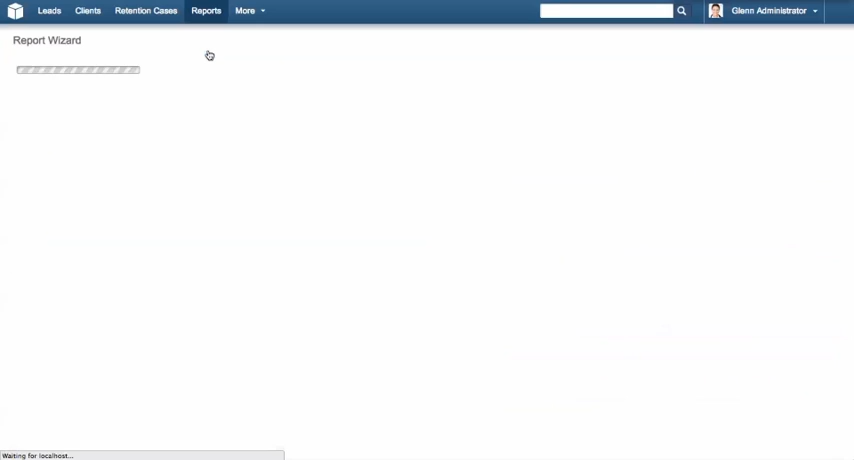 Leads Clients Retention Cases Reports More Glenn Administrator
Report Wizard
Waiting for localhost...